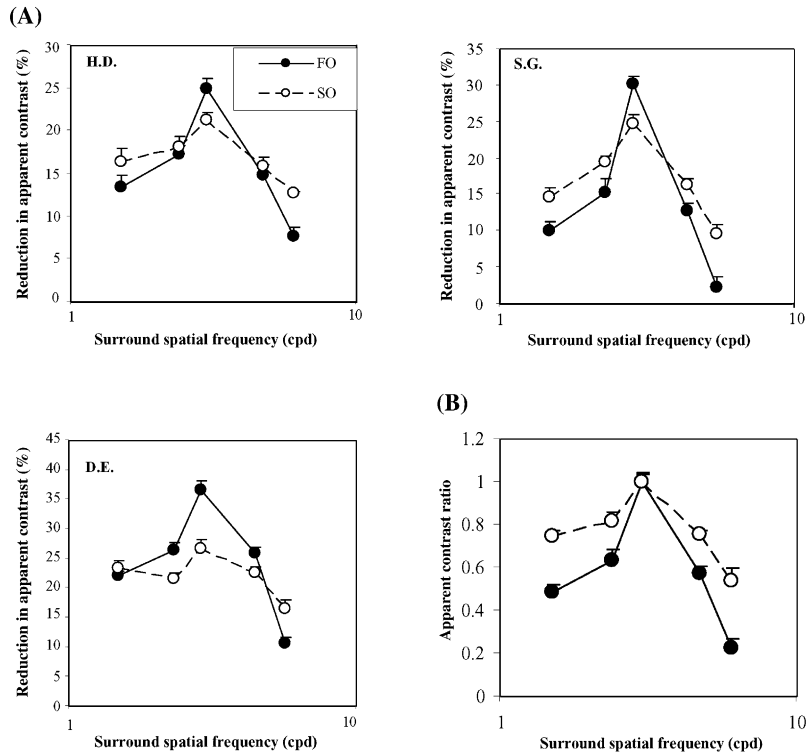 (A)
H.D.
FO
SO
Reduction in apparent contrast (%)
30
25
20
15
10
5
0
1
10
Surround spatial frequency (cpd)
S.G.
Reduction in apparent contrast (%)
35
30
25
20
15
10
5
0
1
10
Surround spatial frequency (cpd)
D.E.
Reduction in apparent contrast (%)
45
40
35
30
25
20
15
10
5
0
1
10
Surround spatial frequency (cpd)
(B)
Apparent contrast ratio
1.2
1
0.8
0.6
0.4
0.2
0
1
10
Surround spatial frequency (cpd)